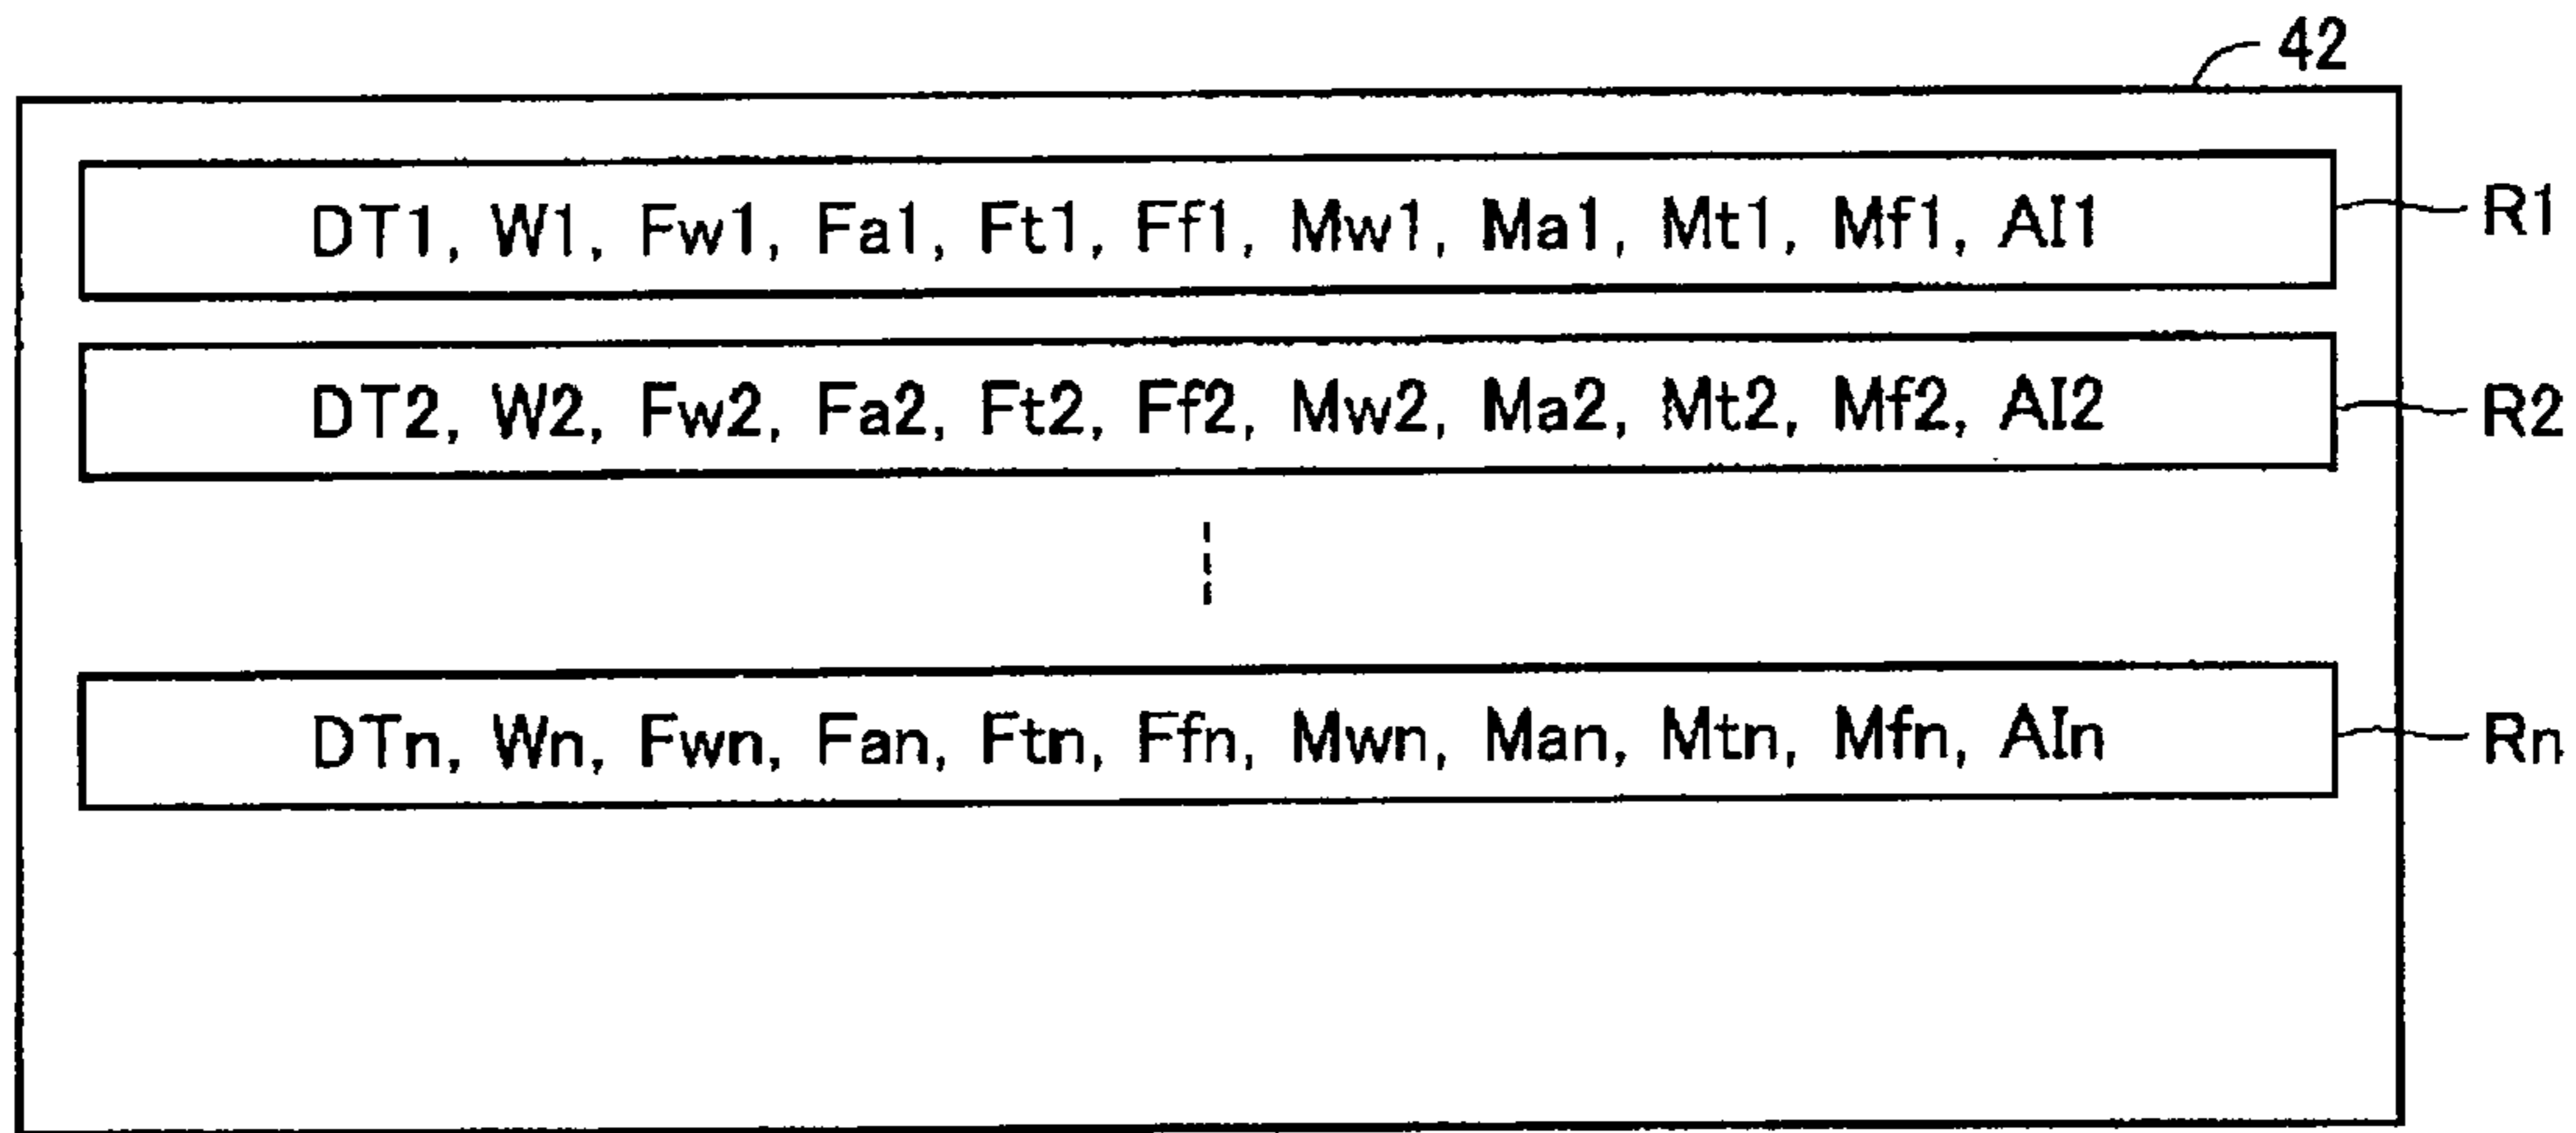 42
DT1, W1, Fw1, Fa1, Ft1, Ff1, Mw1, Ma1, Mt1, Mf1, AI1
R1
DT2, W2, Fw2, Fa2, Ft2, Ff2, Mw2, Ma2, Mt2, Mf2, AI2
R2
DTn, Wn, Fwn, Fan, Ftn, Ffn, Mwn, Man, Mtn, Mfn, AIn
Rn